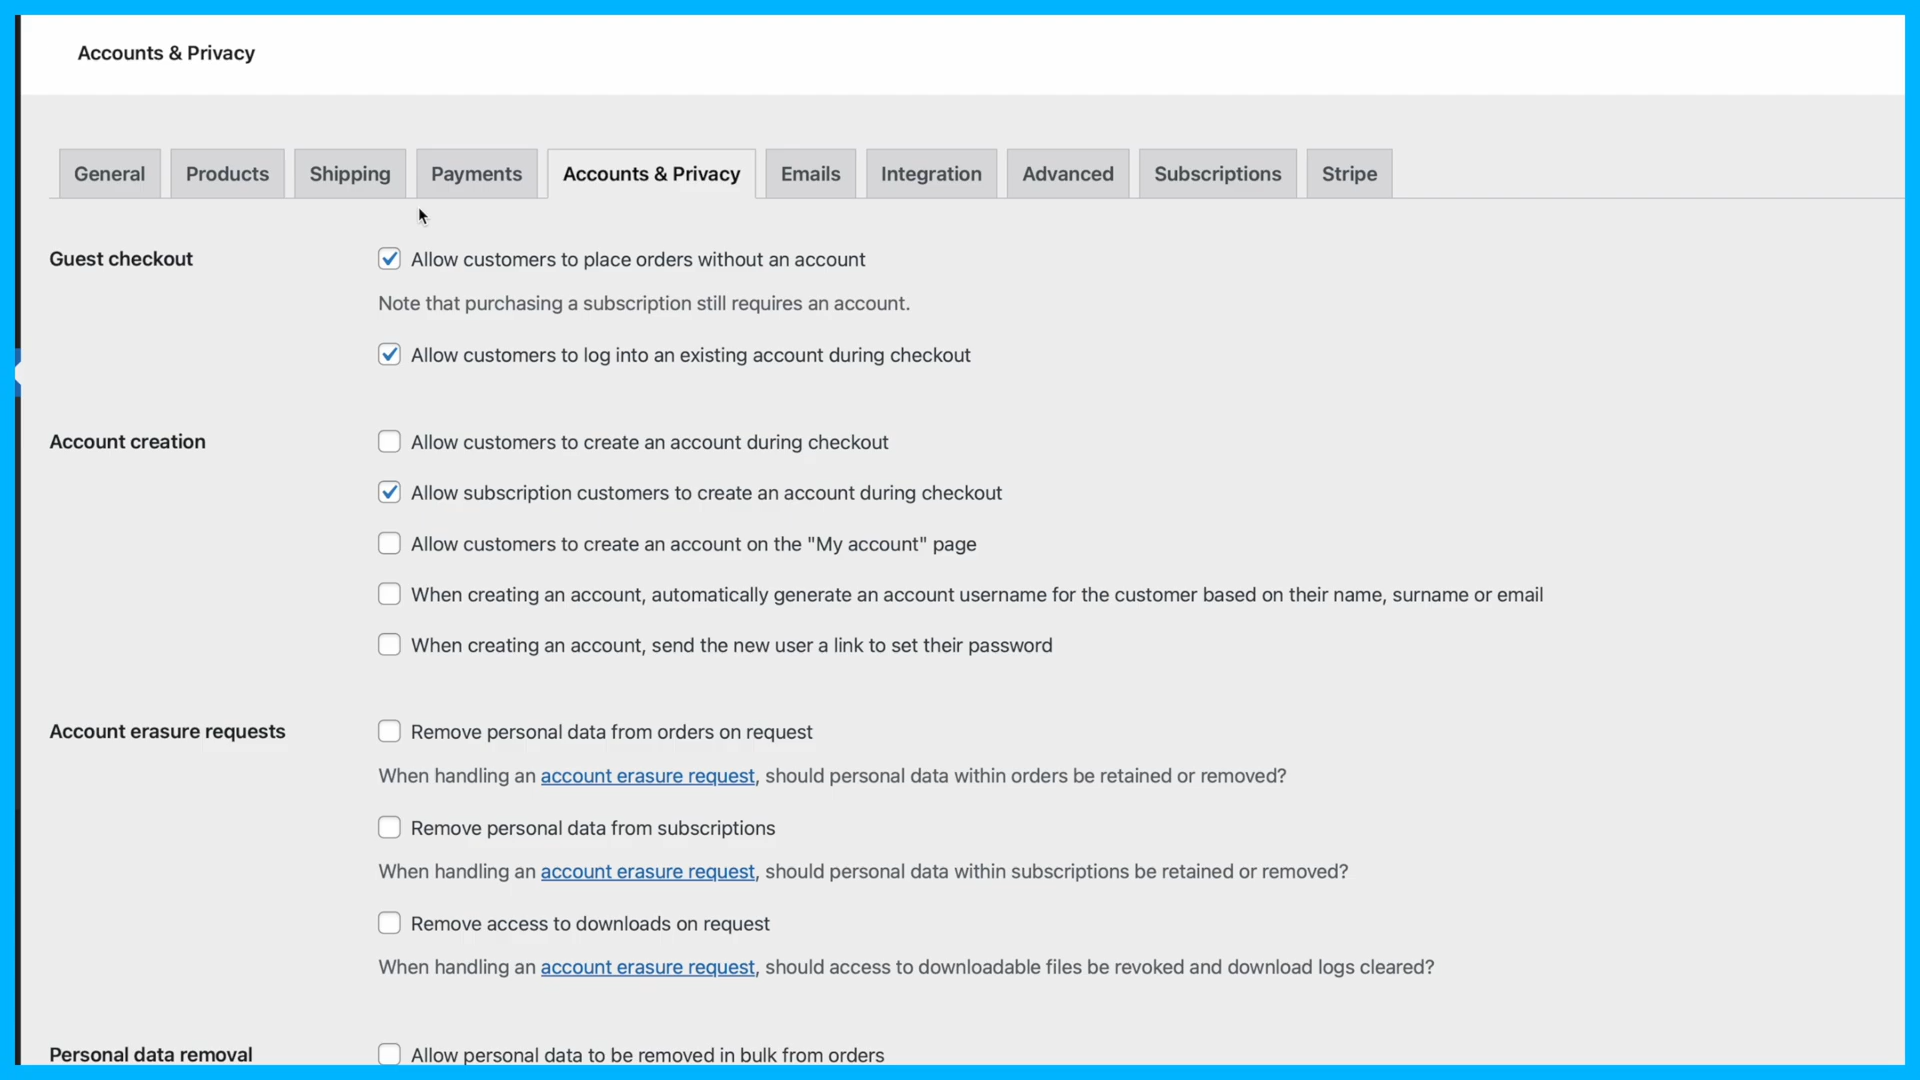 Accounts & Privacy
General Products Shipping Payments Accounts & Privacy Emails Integration Advanced Subscriptions Stripe
Guest checkout
Allow customers to place orders without an account
Note that purchasing a subscription still requires an account.
Allow customers to log into an existing account during checkout
Account creation
Allow customers to create an account during checkout
Allow subscription customers to create an account during checkout
Allow customers to create an account on the "My account" page
When creating an account, automatically generate an account username for the customer based on their name, surname or email
When creating an account, send the new user a link to set their password
Account erasure requests
Remove personal data from orders on request
When handling an account erasure request, should personal data within orders be retained or removed?
Remove personal data from subscriptions
When handling an account erasure request, should personal data within subscriptions be retained or removed?
Remove access to downloads on request
When handling an account erasure request, should access to downloadable files be revoked and download logs cleared?
Personal data removal
Allow personal data to be removed in bulk from orders